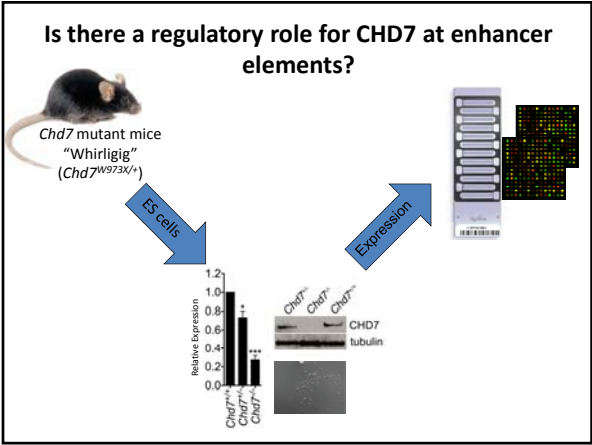 Is there a regulatory role for CHD7 at enhancer
elements?
Chd7 mutant mice
“Whirligig”
(Chd7W973X/+)
ES cells
Expression
Relative Expression
1.2
1.0
0.8
0.6
0.4
0.2
0.0
*
***
Chd7+/+
Chd7+/-
Chd7-/-
Chd7+/-
Chd7-/-
Chd7+/+
CHD7
tubulin